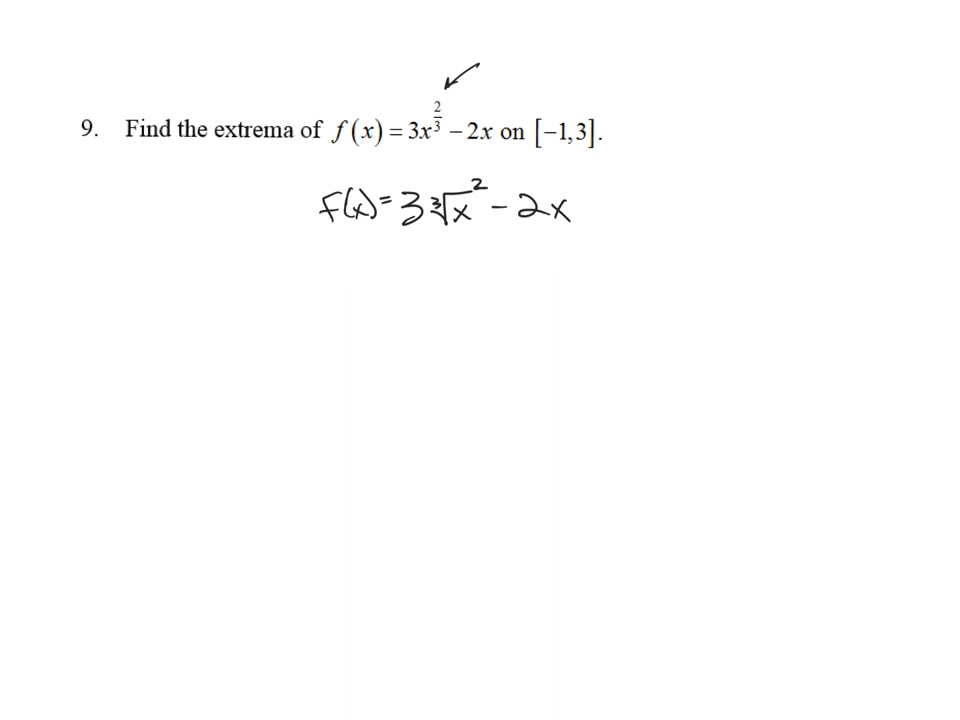 9. Find the extrema of f(x) = 3x^(2/3) − 2x on [−1,3].
f(x) = 3 ∛x² − 2x